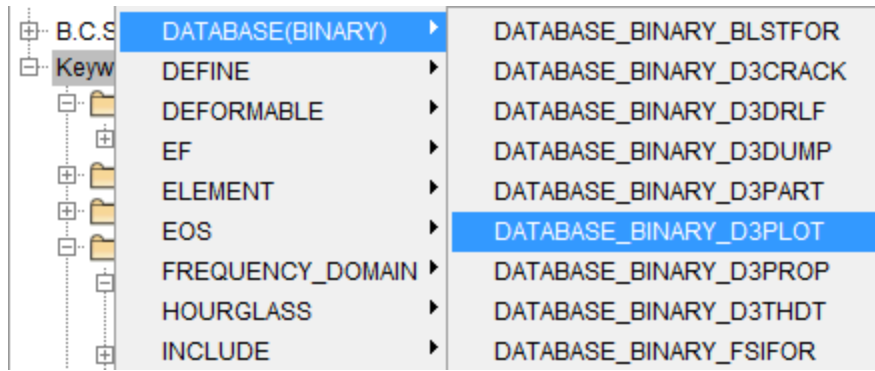 B.C.S
Keyw
DATABASE(BINARY)
DEFINE
DEFORMABLE
EF
ELEMENT
EOS
FREQUENCY_DOMAIN
HOURGLASS
INCLUDE
DATABASE_BINARY_BLSTFOR
DATABASE_BINARY_D3CRACK
DATABASE_BINARY_D3DRLF
DATABASE_BINARY_D3DUMP
DATABASE_BINARY_D3PART
DATABASE_BINARY_D3PLOT
DATABASE_BINARY_D3PROP
DATABASE_BINARY_D3THDT
DATABASE_BINARY_FSIFOR